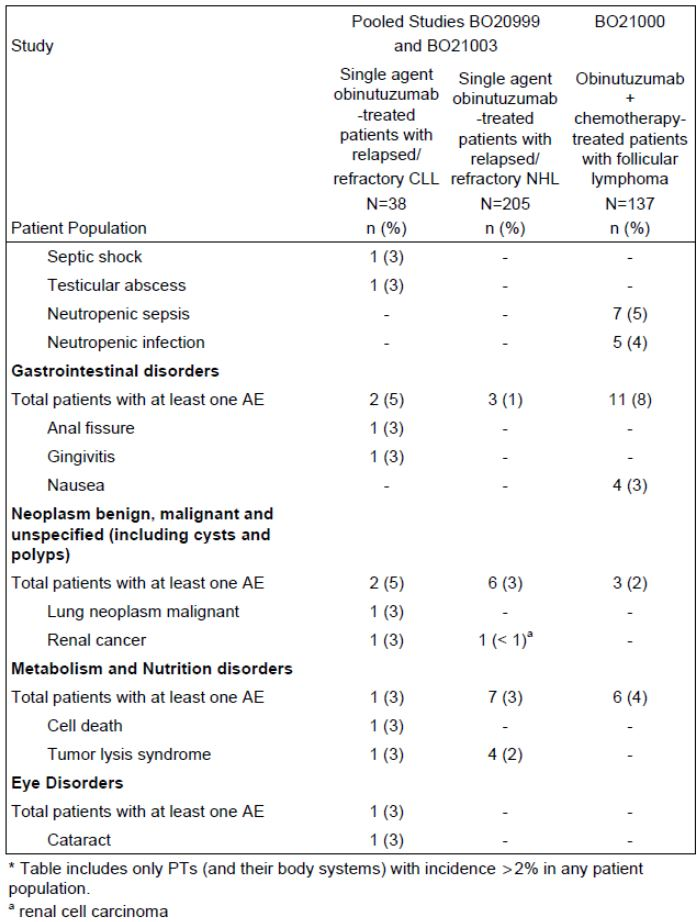 Study
Pooled Studies BO20999 and BO21003
BO21000
Patient Population
Single agent obinutuzumab -treated patients with relapsed/ refractory CLL N=38 n (%)
Single agent obinutuzumab -treated patients with relapsed/ refractory NHL N=205 n (%)
Obinutuzumab + chemotherapy- treated patients with follicular lymphoma N=137 n (%)
Septic shock 1 (3) - -
Testicular abscess 1 (3) - -
Neutropenic sepsis - - 7 (5)
Neutropenic infection - - 5 (4)
Gastrointestinal disorders
Total patients with at least one AE 2 (5) 3 (1) 11 (8)
Anal fissure 1 (3) - -
Gingivitis 1 (3) - -
Nausea - - 4 (3)
Neoplasm benign, malignant and
unspecified (including cysts and
polyps)
Total patients with at least one AE 2 (5) 6 (3) 3 (2)
Lung neoplasm malignant 1 (3) - -
Renal cancer 1 (3) 1 (< 1)a -
Metabolism and Nutrition disorders
Total patients with at least one AE 1 (3) 7 (3) 6 (4)
Cell death 1 (3) - -
Tumor lysis syndrome 1 (3) 4 (2) -
Eye Disorders
Total patients with at least one AE 1 (3) - -
Cataract 1 (3) - -
* Table includes only PTs (and their body systems) with incidence >2% in any patient
population.
a renal cell carcinoma